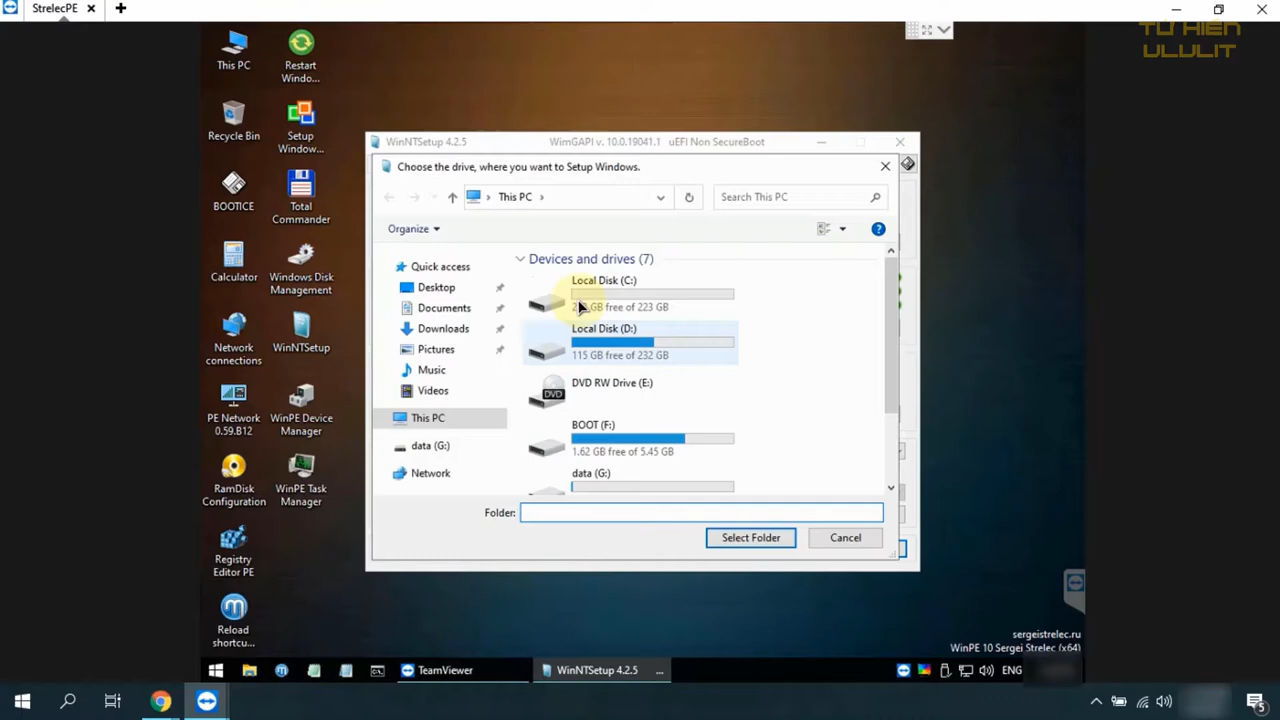 StrelecPE
TỨ HIỀN
ULULIT
This PC
Restart
Windo...
Recycle Bin
Setup
Window...
BOOTICE
Total
Commander
Calculator
Windows Disk
Management
Network
connections
WinNTSetup
PE Network
0.59.B12
WinPE Device
Manager
RamDisk
Configuration
WinPE Task
Manager
Registry
Editor PE
Reload
shortcu...
WinNTSetup 4.2.5
WimGAPI v. 10.0.19041.1
uEFI Non SecureBoot
Choose the drive, where you want to Setup Windows.
This PC
Search This PC
Organize
Quick access
Desktop
Documents
Downloads
Pictures
Music
Videos
This PC
data (G:)
Network
Devices and drives (7)
Local Disk (C:)
GB free of 223 GB
Local Disk (D:)
115 GB free of 232 GB
DVD RW Drive (E:)
DVD
BOOT (F:)
1.62 GB free of 5.45 GB
data (G:)
Folder:
Select Folder
Cancel
sergeistrelec.ru
WinPE 10 Sergei Strelec (x64)
TeamViewer
WinNTSetup 4.2.5 ...
ENG
5